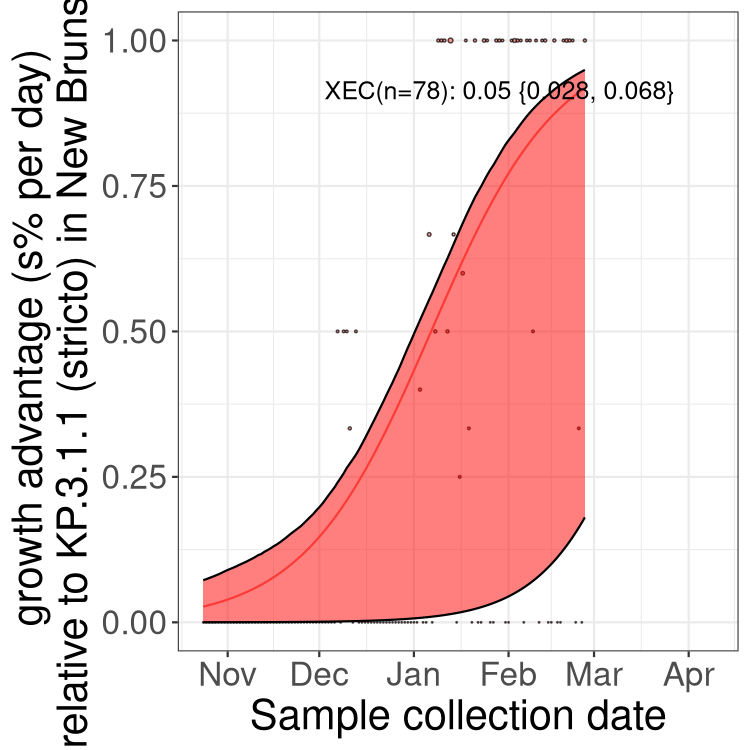 growth advantage (s% per day)
relative to KP.3.1.1 (stricto) in New Bruns
1.00
0.75
0.50
0.25
0.00
XEC(n=78): 0.05 {0.028, 0.068}
Nov Dec Jan Feb Mar Apr
Sample collection date